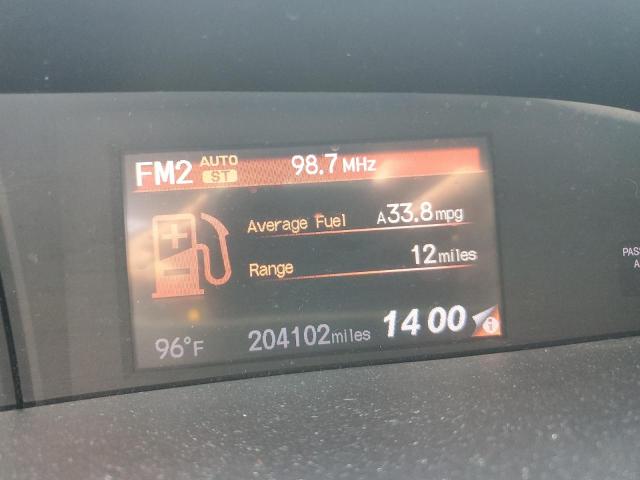 FM2 AUTO ST 98.7 MHz
Average Fuel A33.8 mpg
Range 12 miles
96°F 204102 miles 14 00 i
PASS